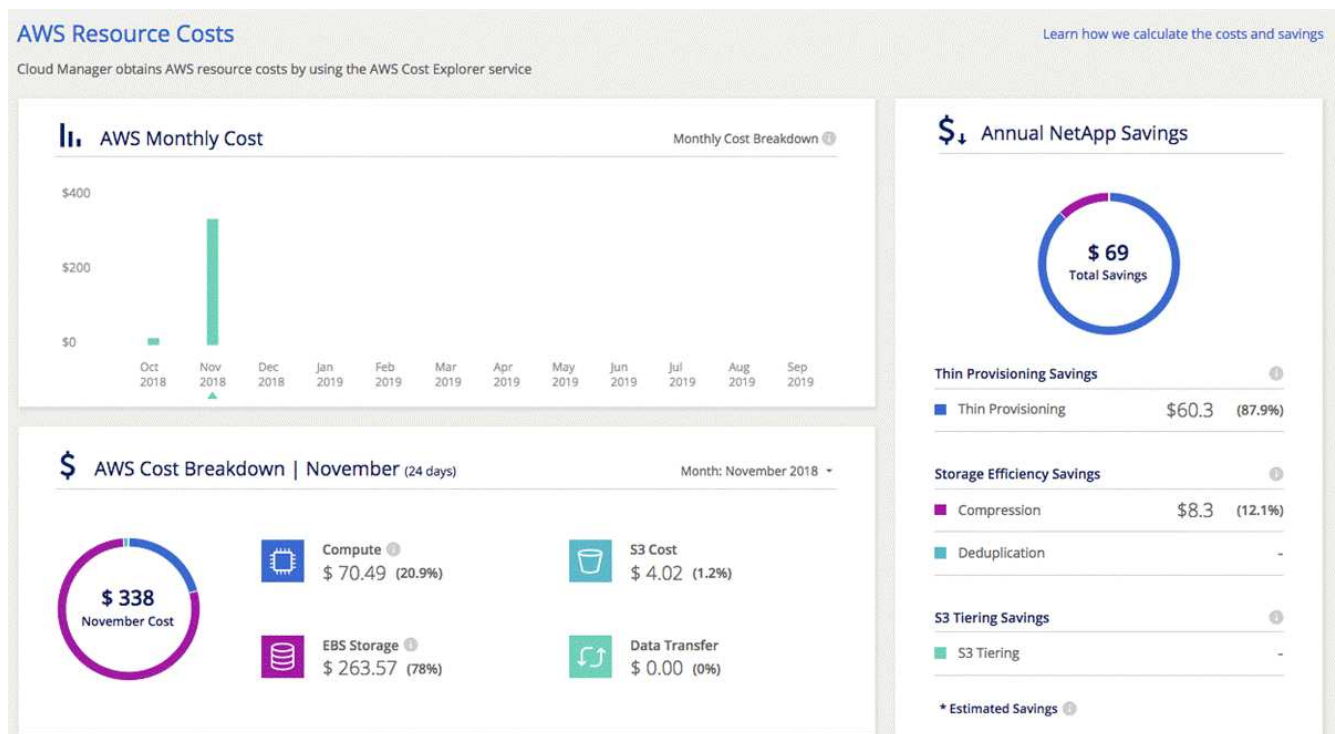 AWS Resource Costs
Learn how we calculate the costs and savings
Cloud Manager obtains AWS resource costs by using the AWS Cost Explorer service
AWS Monthly Cost
Monthly Cost Breakdown
$400
$200
$0
Oct Nov Dec Jan Feb Mar Apr May Jun Jul Aug Sep
2018 2018 2018 2019 2019 2019 2019 2019 2019 2019 2019 2019
$ AWS Cost Breakdown | November (24 days)
Month: November 2018
$ 338
November Cost
Compute
$ 70.49 (20.9%)
S3 Cost
$ 4.02 (1.2%)
EBS Storage
$ 263.57 (78%)
Data Transfer
$ 0.00 (0%)
$ Annual NetApp Savings
$ 69
Total Savings
Thin Provisioning Savings
Thin Provisioning $60.3 (87.9%)
Storage Efficiency Savings
Compression $8.3 (12.1%)
Deduplication -
S3 Tiering Savings
S3 Tiering -
* Estimated Savings